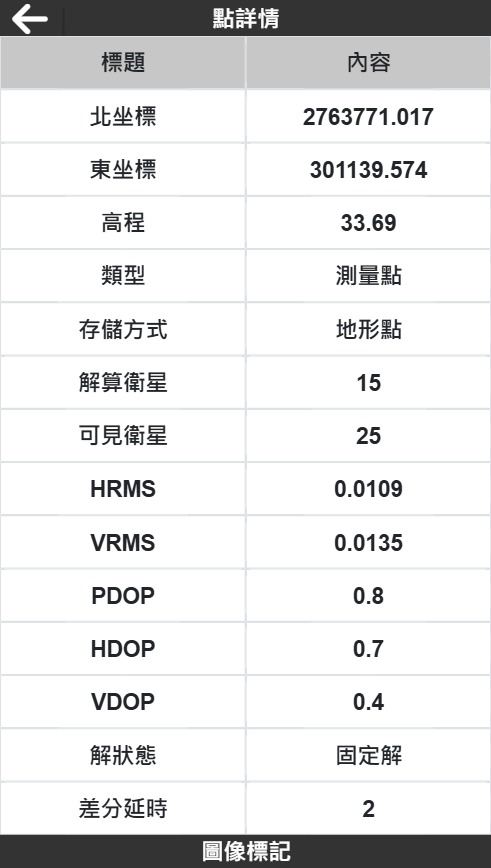 點詳情
標題 內容
北坐標 2763771.017
東坐標 301139.574
高程 33.69
類型 測量點
存儲方式 地形點
解算衛星 15
可見衛星 25
HRMS 0.0109
VRMS 0.0135
PDOP 0.8
HDOP 0.7
VDOP 0.4
解狀態 固定解
差分延時 2
圖像標記